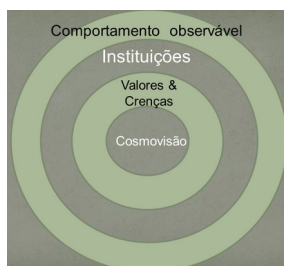 Comportamento observável
Instituições
Valores &
Crenças
Cosmovisão